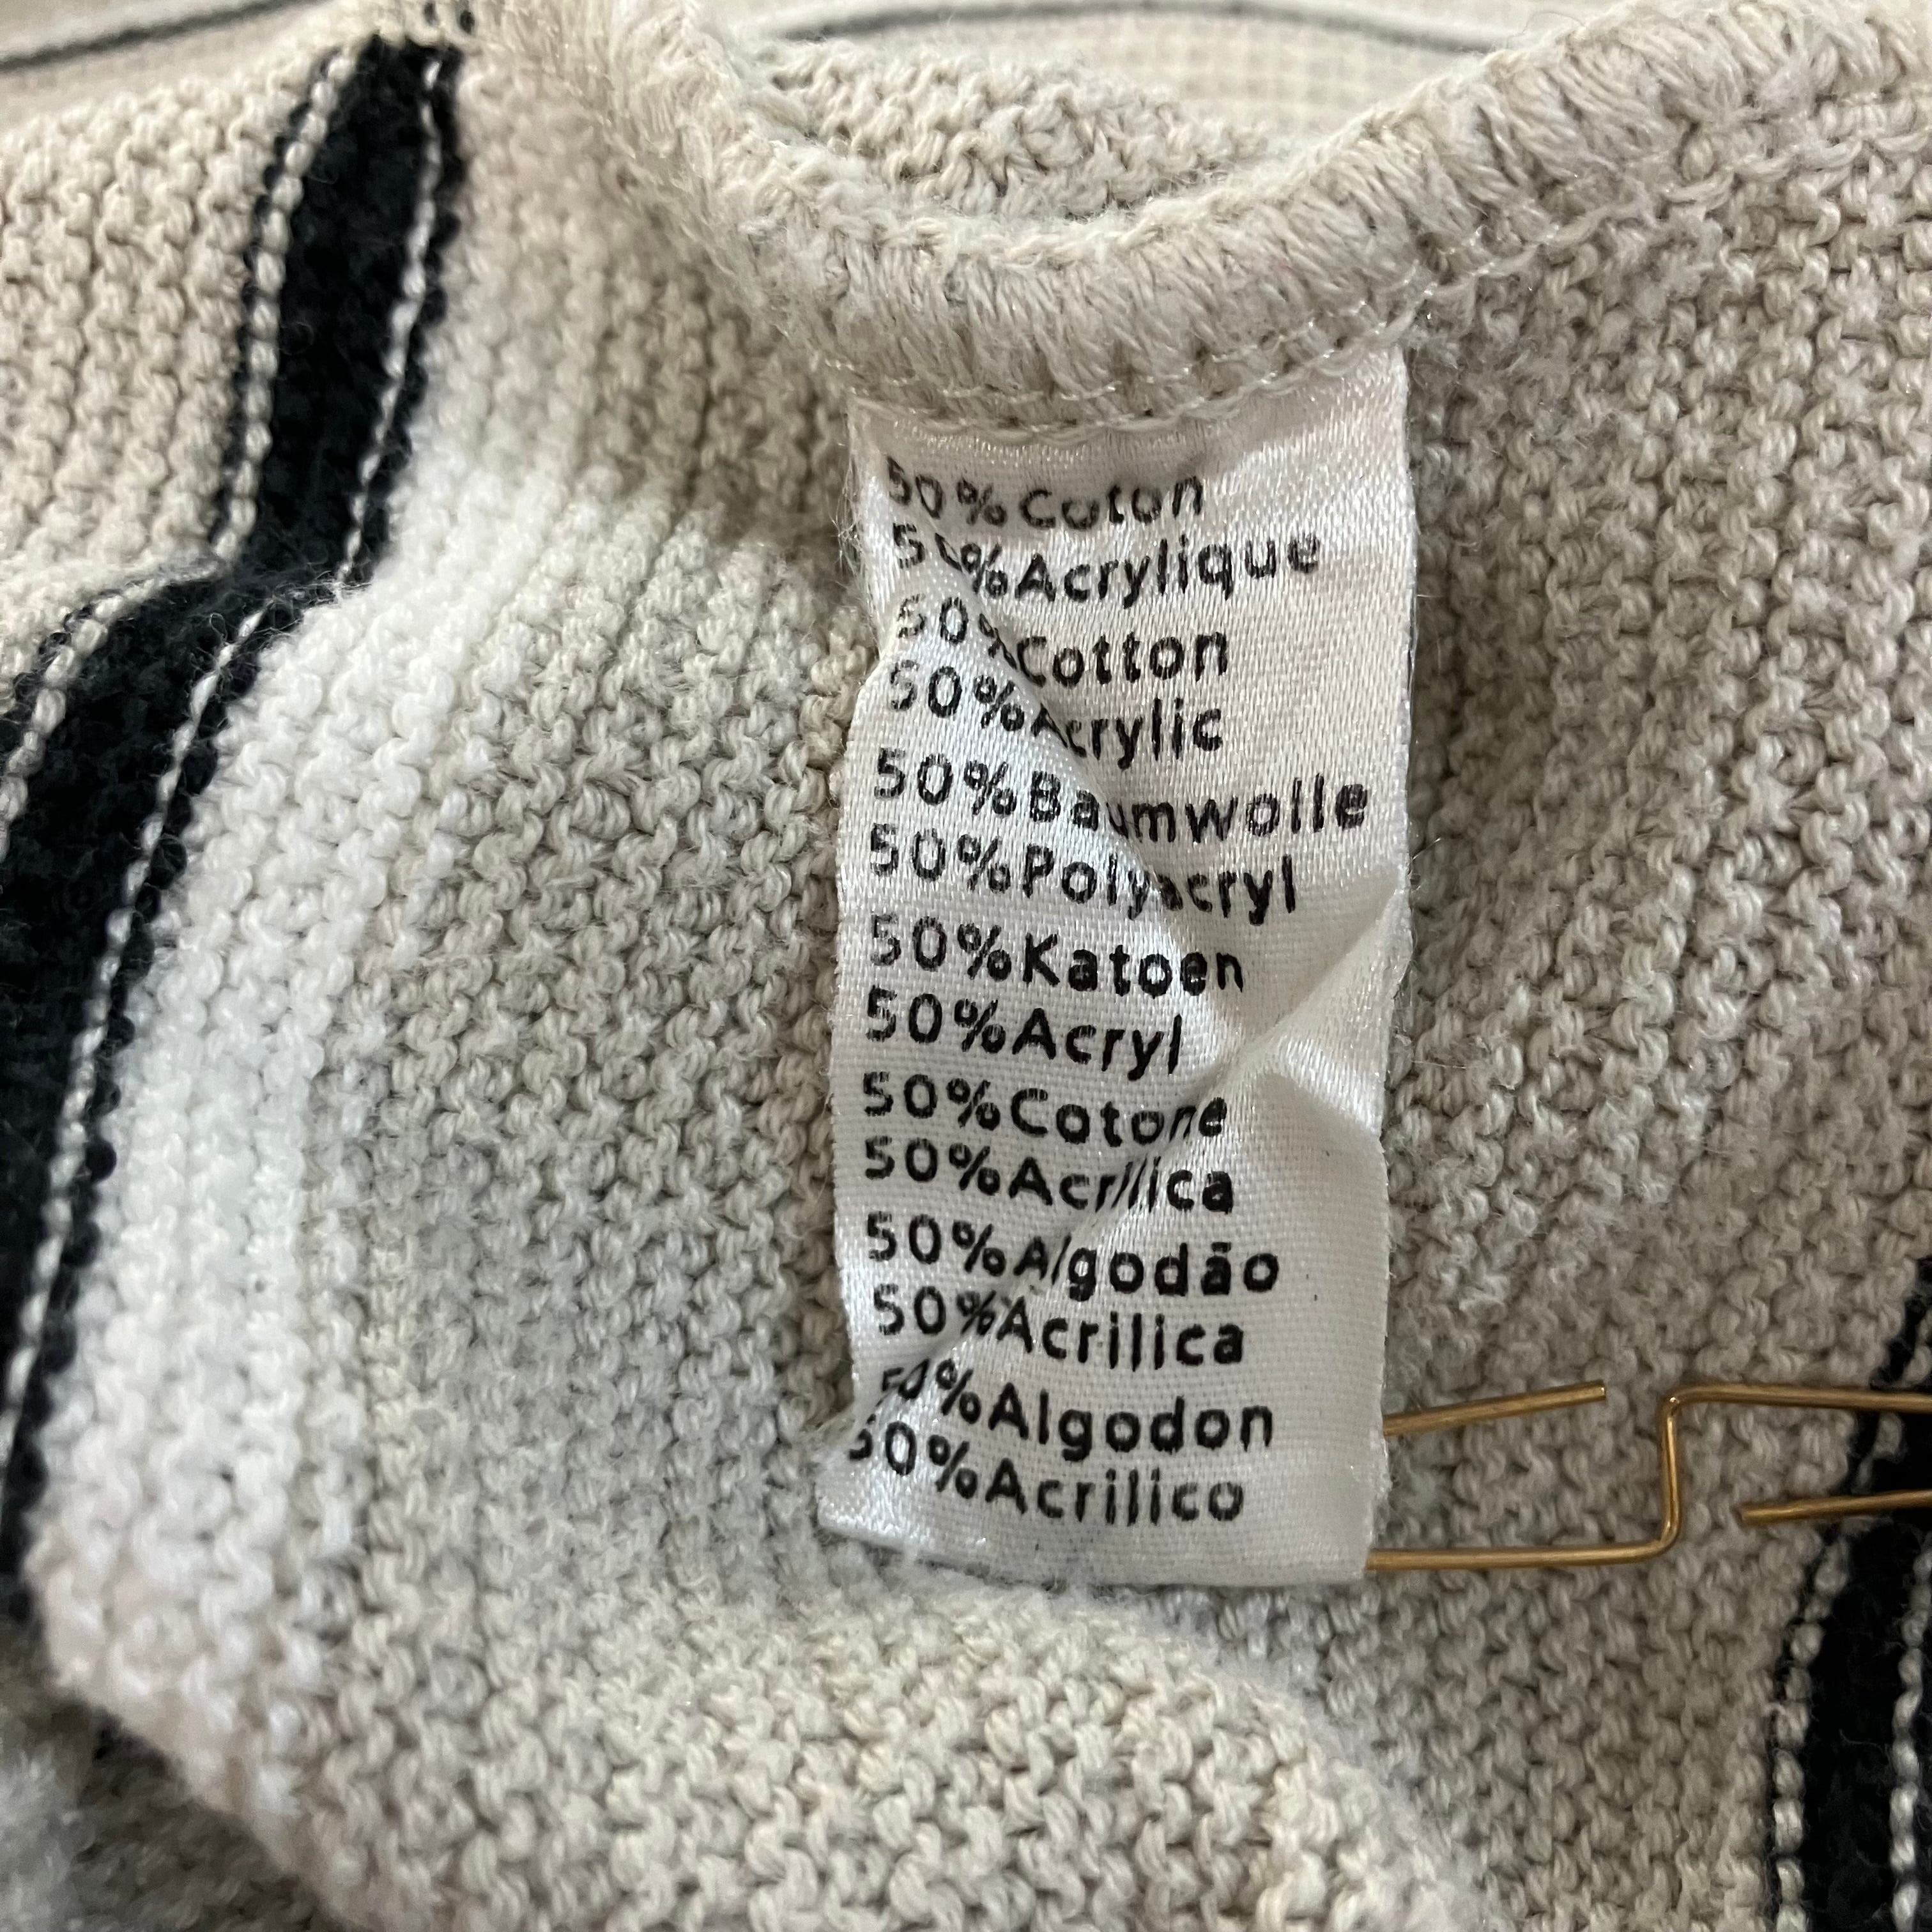 50%Coton
50%Acrylique
50%Cotton
50%Acrylic
50%Baumwolle
50%Polyacryl
50%Katoen
50%Acryl
50%Cotone
50%Acrilica
50%Algodão
50%Acrilica
50%Algodon
50%Acrilico